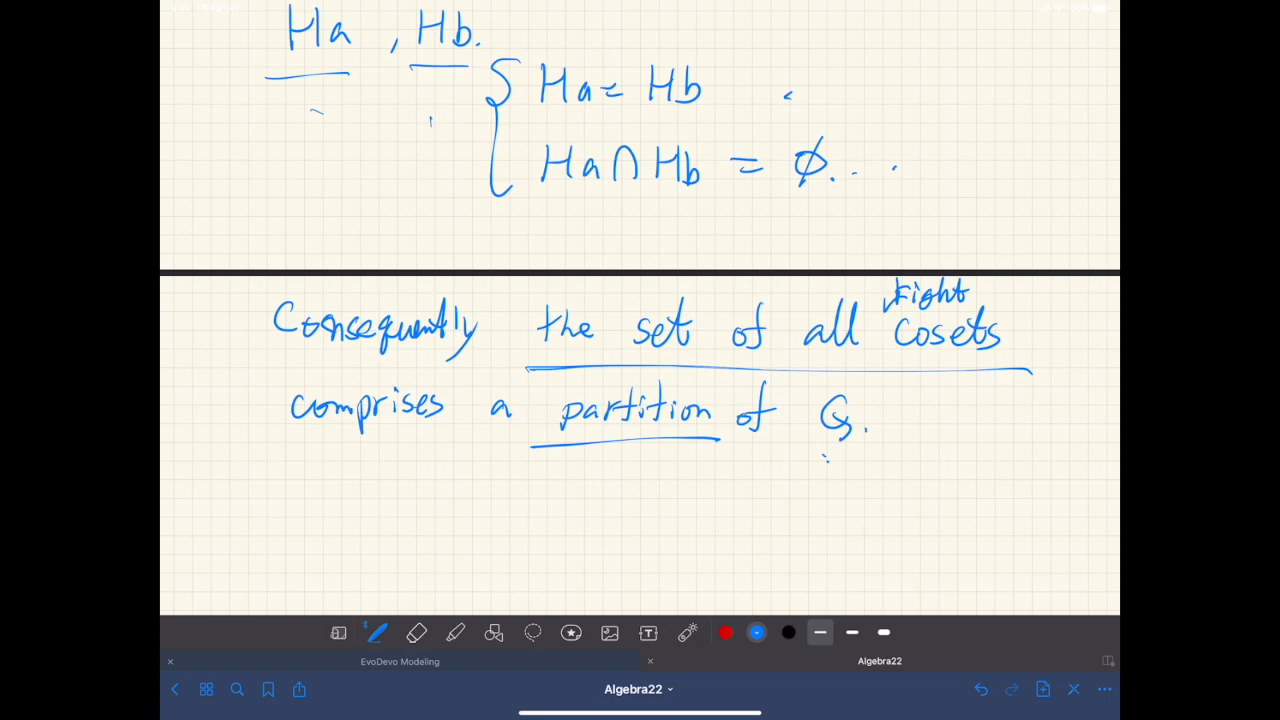 Ha , Hb.
Ha = Hb
Ha ∩ Hb = ∅. . .
right
Consequently the set of all cosets
comprises a partition of G.
EvoDevo Modeling
Algebra22
Algebra22